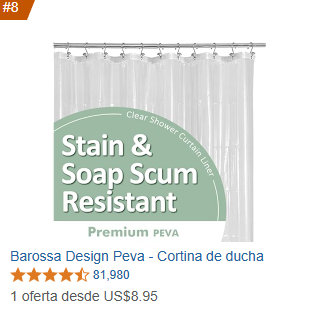 #8
Clear Shower Curtain Liner
Stain &
Soap Scum
Resistant
Premium PEVA
Barossa Design Peva - Cortina de ducha
81,980
1 oferta desde US$8.95